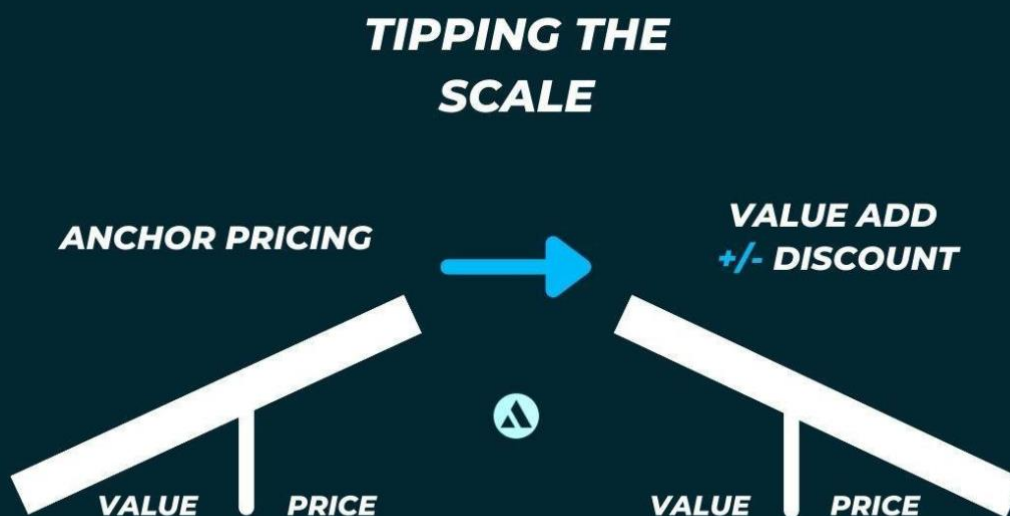 TIPPING THE
SCALE
ANCHOR PRICING
VALUE ADD
+/- DISCOUNT
VALUE PRICE
VALUE PRICE